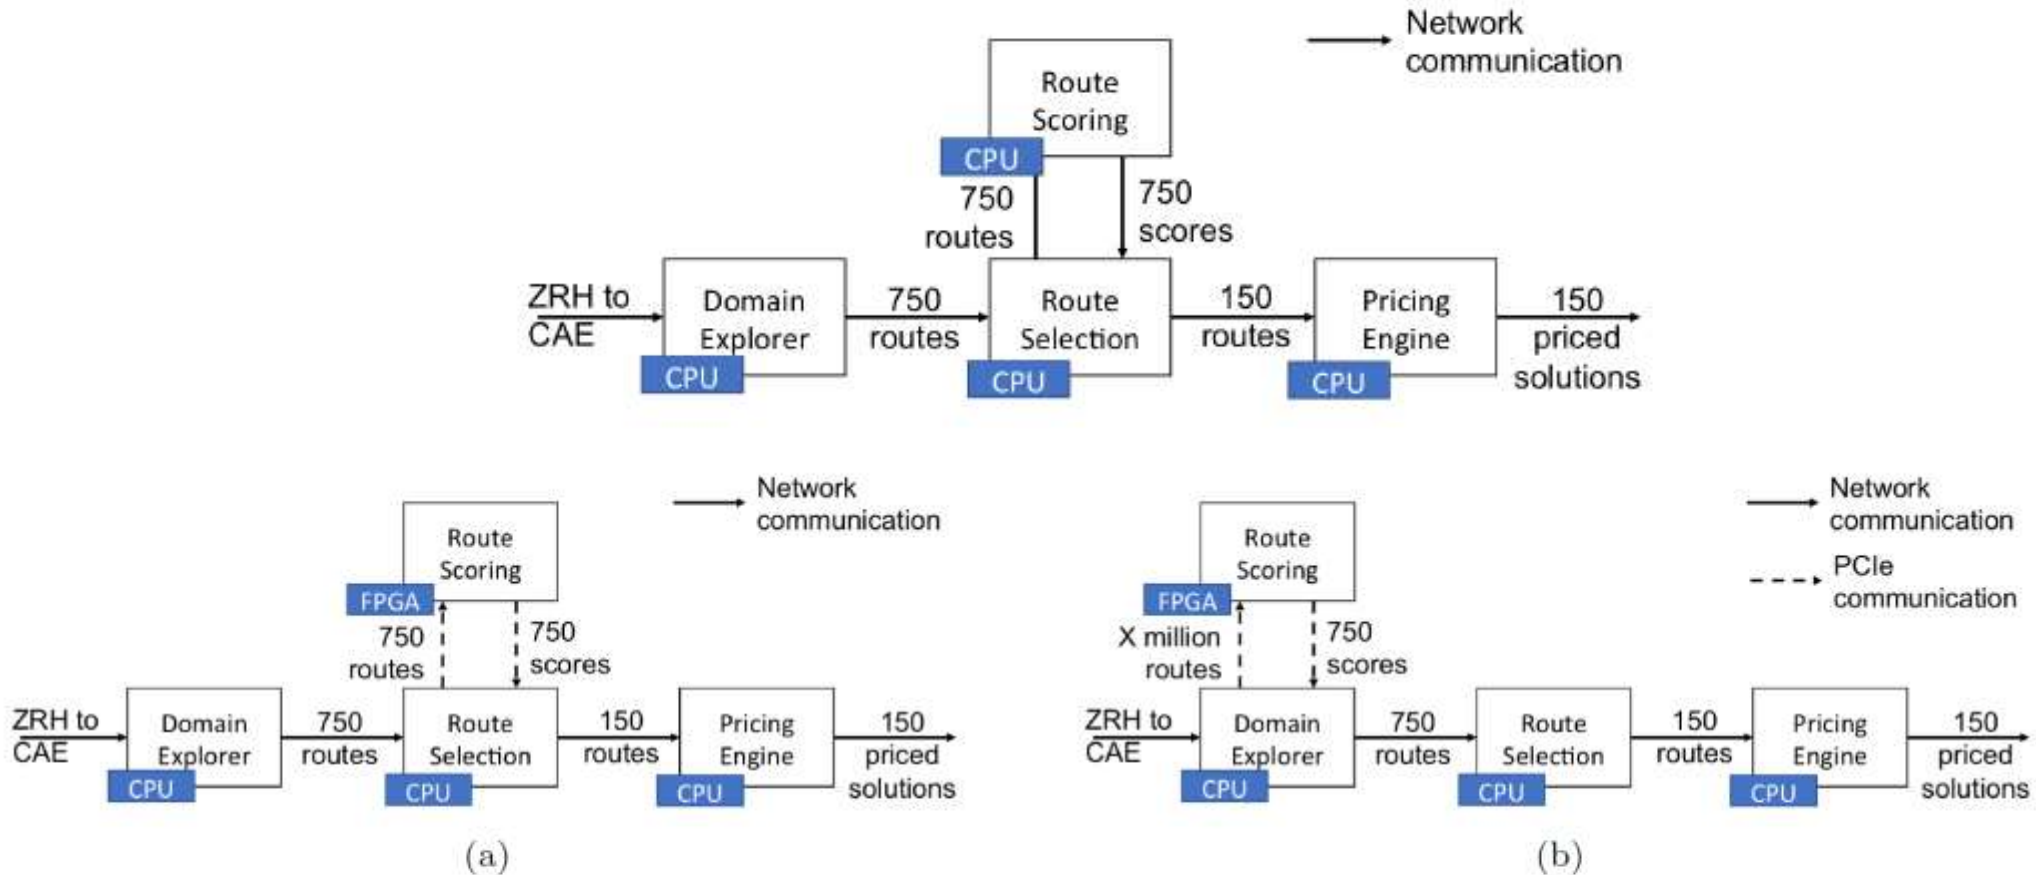 Network
communication
Route
Scoring
CPU
750
routes
750
scores
ZRH to
CAE
Domain
Explorer
CPU
750
routes
Route
Selection
CPU
150
routes
Pricing
Engine
CPU
150
priced
solutions
Network
communication
Route
Scoring
FPGA
750
routes
750
scores
ZRH to
CAE
Domain
Explorer
CPU
750
routes
Route
Selection
CPU
150
routes
Pricing
Engine
CPU
150
priced
solutions
(a)
Network
communication
PCIe
communication
Route
Scoring
FPGA
X million
routes
750
scores
ZRH to
CAE
Domain
Explorer
CPU
750
routes
Route
Selection
CPU
150
routes
Pricing
Engine
CPU
150
priced
solutions
(b)